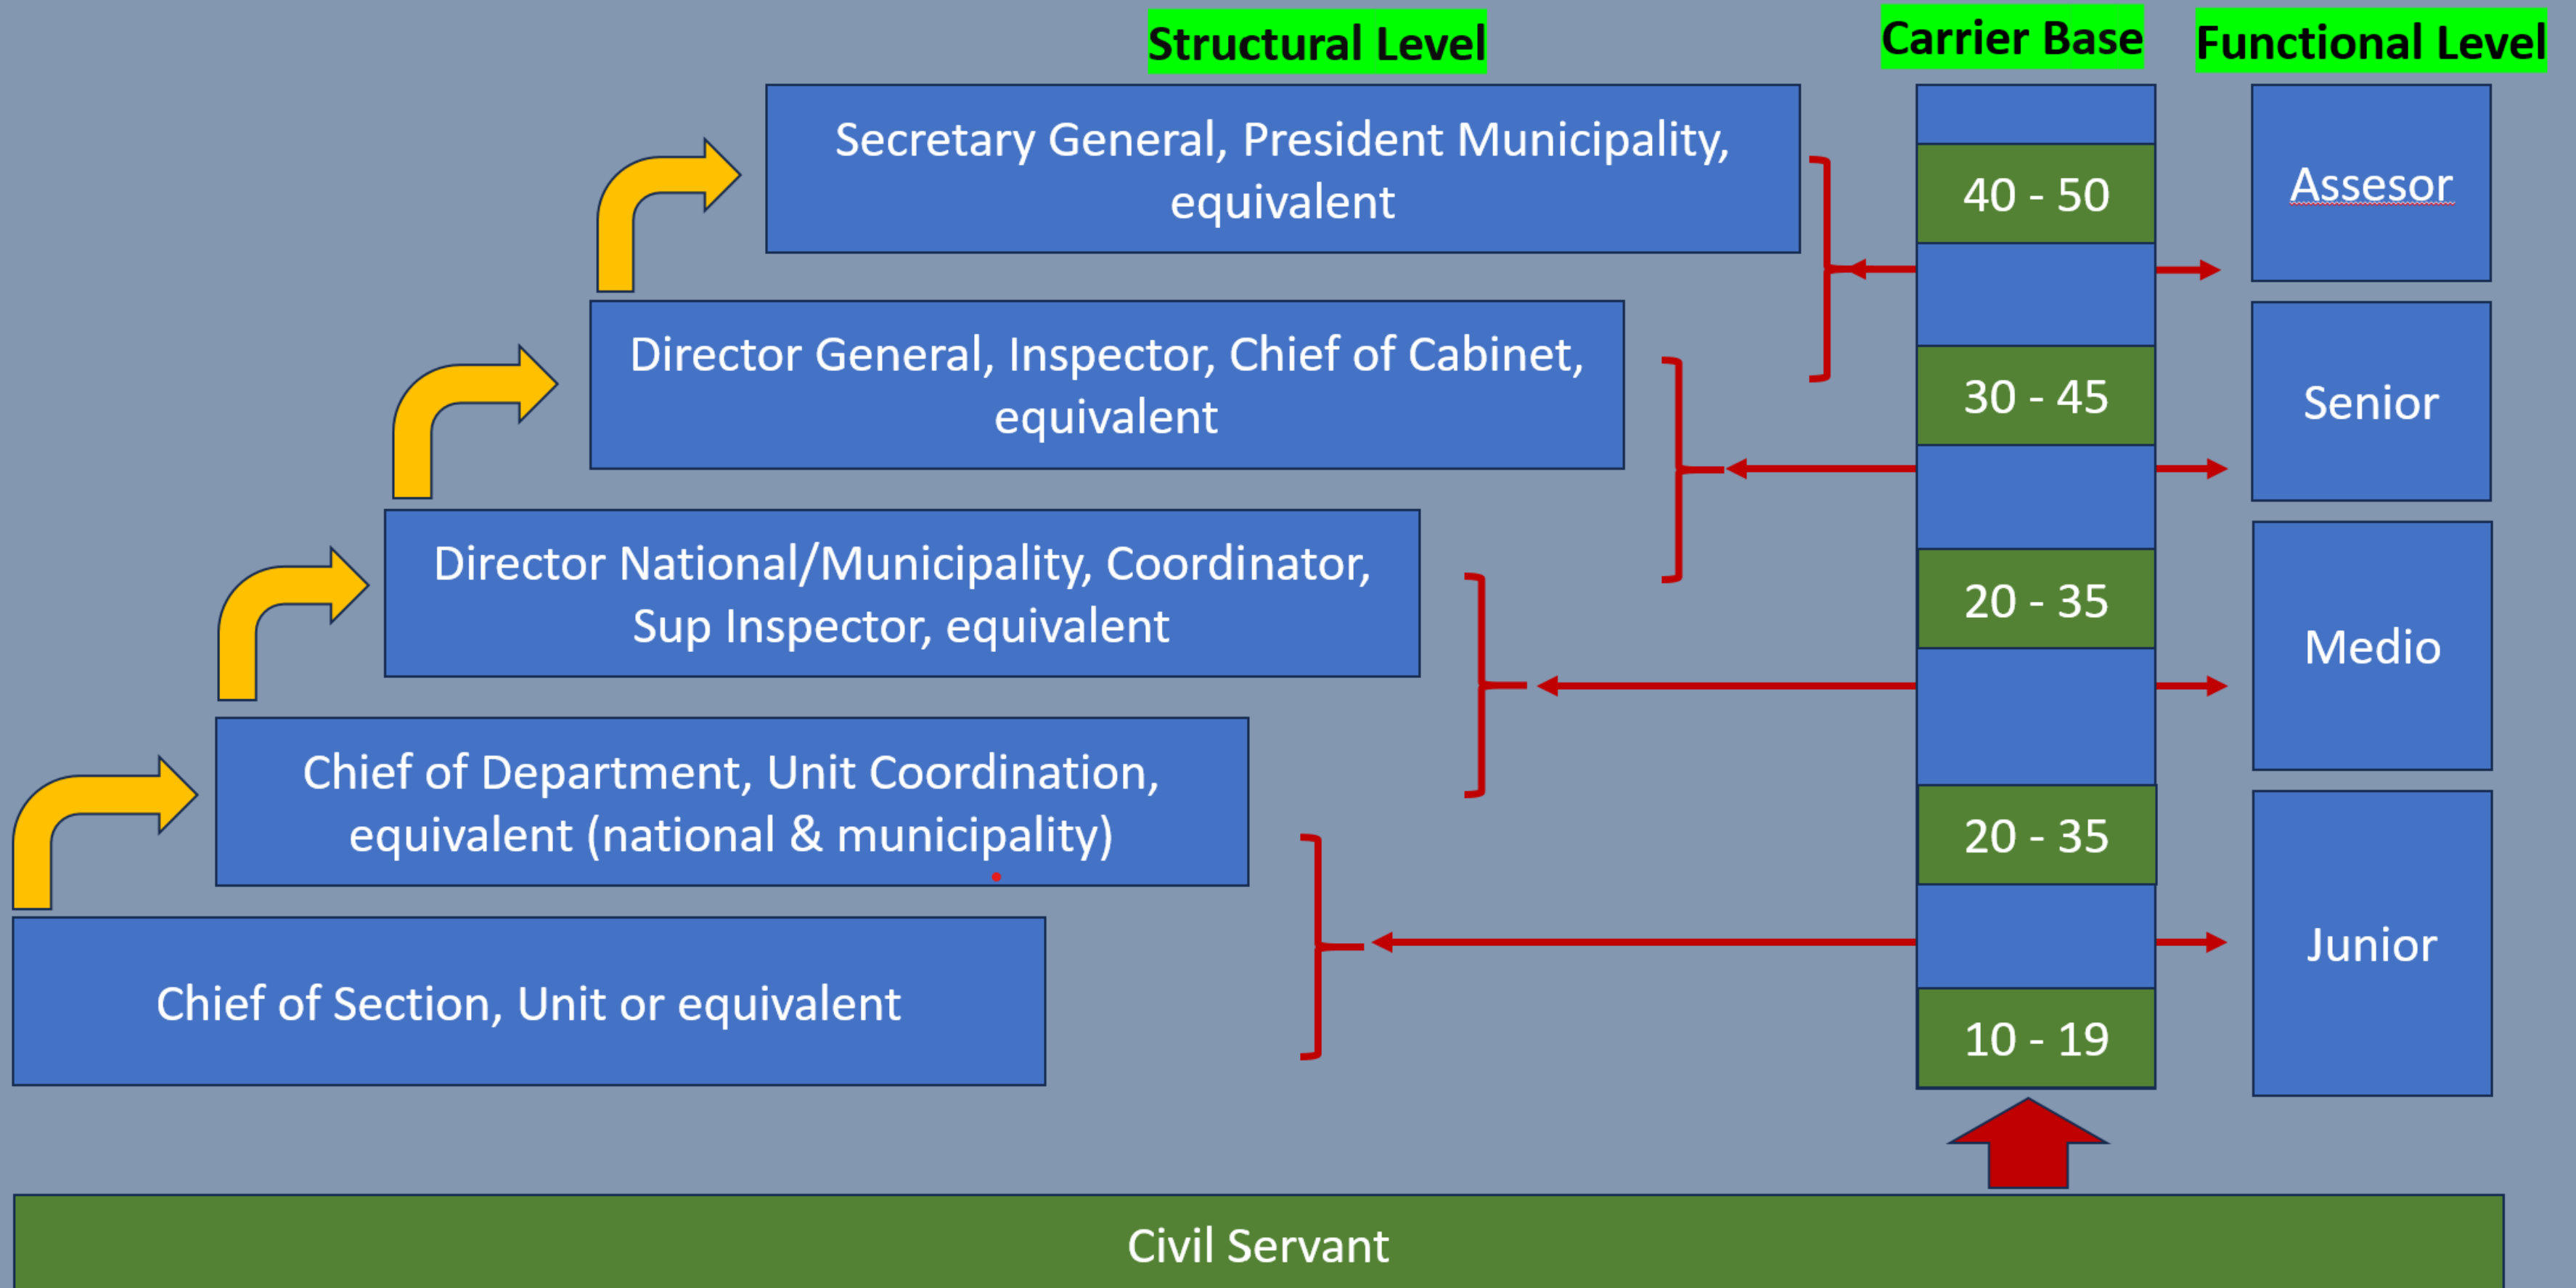 Structural Level
Carrier Base
Functional Level
Secretary General, President Municipality,
equivalent
40 - 50
Assesor
Director General, Inspector, Chief of Cabinet,
equivalent
30 - 45
Senior
Director National/Municipality, Coordinator,
Sup Inspector, equivalent
20 - 35
Medio
Chief of Department, Unit Coordination,
equivalent (national & municipality)
20 - 35
Junior
Chief of Section, Unit or equivalent
10 - 19
Civil Servant